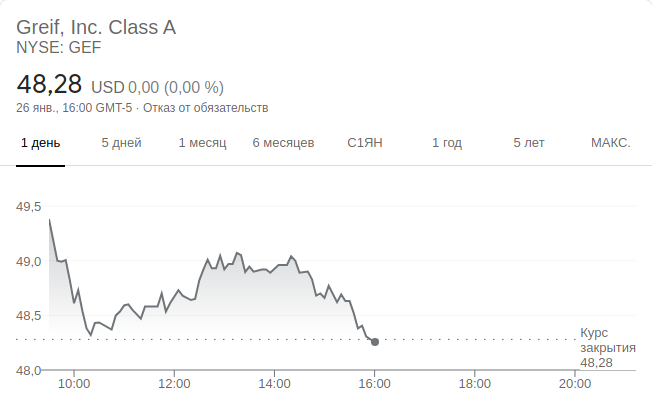 Greif, Inc. Class A
NYSE: GEF
48,28 USD 0,00 (0,00 %)
26 янв., 16:00 GMT-5 · Отказ от обязательств
1 день 5 дней 1 месяц 6 месяцев С1ЯН 1 год 5 лет МАКС.
49,5
49,0
48,5
48,0
Курс
закрытия
48,28
10:00 12:00 14:00 16:00 18:00 20:00